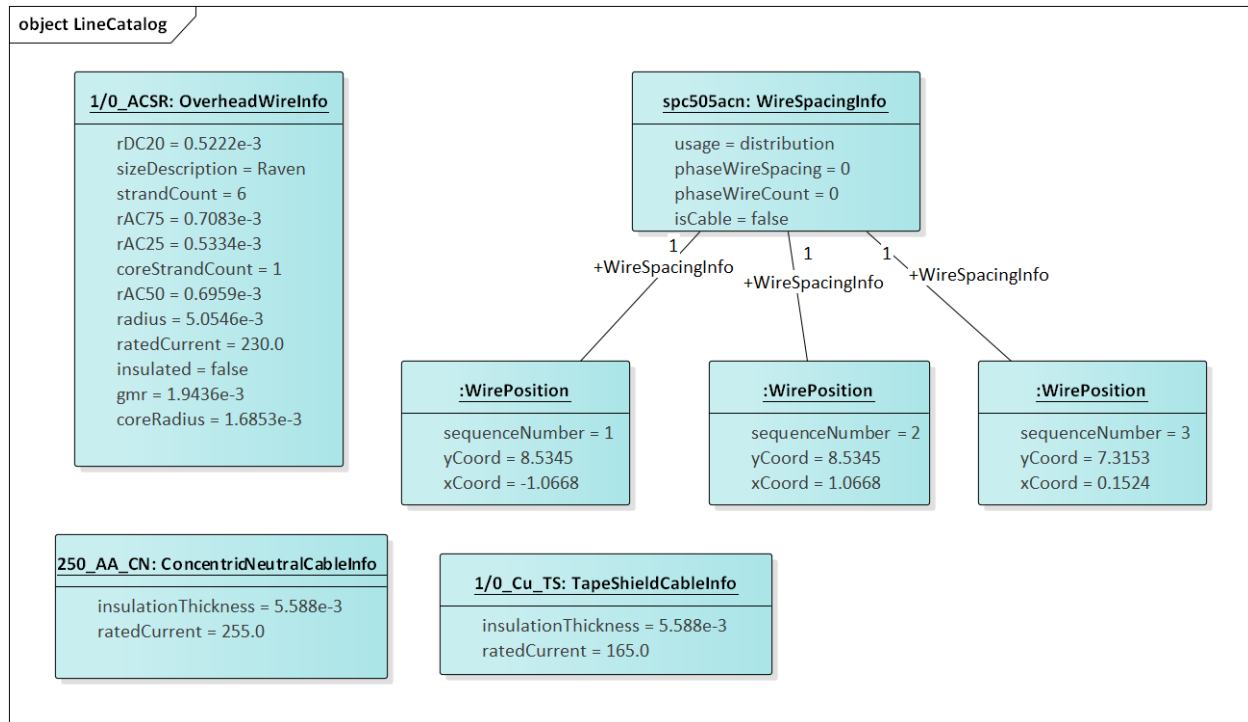 object LineCatalog
1/0_ACSR: OverheadWireInfo
rDC20 = 0.5222e-3
sizeDescription = Raven
strandCount = 6
rAC75 = 0.7083e-3
rAC25 = 0.5334e-3
coreStrandCount = 1
rAC50 = 0.6959e-3
radius = 5.0546e-3
ratedCurrent = 230.0
insulated = false
gmr = 1.9436e-3
coreRadius = 1.6853e-3
spc505acn: WireSpacingInfo
usage = distribution
phaseWireSpacing = 0
phaseWireCount = 0
isCable = false
1
+WireSpacingInfo
1
+WireSpacingInfo
1
+WireSpacingInfo
:WirePosition
sequenceNumber = 1
yCoord = 8.5345
xCoord = -1.0668
:WirePosition
sequenceNumber = 2
yCoord = 8.5345
xCoord = 1.0668
:WirePosition
sequenceNumber = 3
yCoord = 7.3153
xCoord = 0.1524
250_AA_CN: ConcentricNeutralCableInfo
insulationThickness = 5.588e-3
ratedCurrent = 255.0
1/0_Cu_TS: TapeShieldCableInfo
insulationThickness = 5.588e-3
ratedCurrent = 165.0